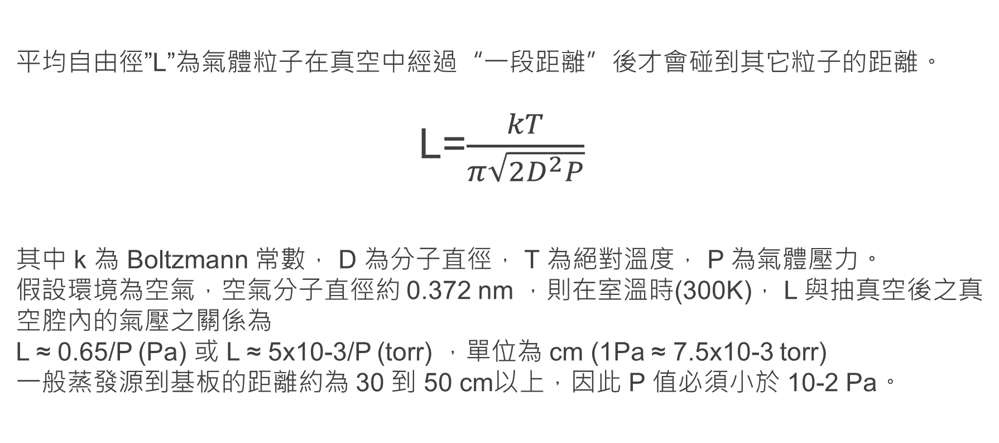 平均自由徑”L”為氣體粒子在真空中經過“一段距離”後才會碰到其它粒子的距離。
L=\frac{kT}{π\sqrt{2D^2P}}
其中 k 為 Boltzmann 常數， D 為分子直徑， T 為絕對溫度， P 為氣體壓力。
假設環境為空氣，空氣分子直徑約 0.372 nm ，則在室溫時(300K)， L 與抽真空後之真
空腔內的氣壓之關係為
L ≈ 0.65/P (Pa) 或 L ≈ 5x10-3/P (torr) ，單位為 cm (1Pa ≈ 7.5x10-3 torr)
一般蒸發源到基板的距離約為 30 到 50 cm以上，因此 P 值必須小於 10-2 Pa。